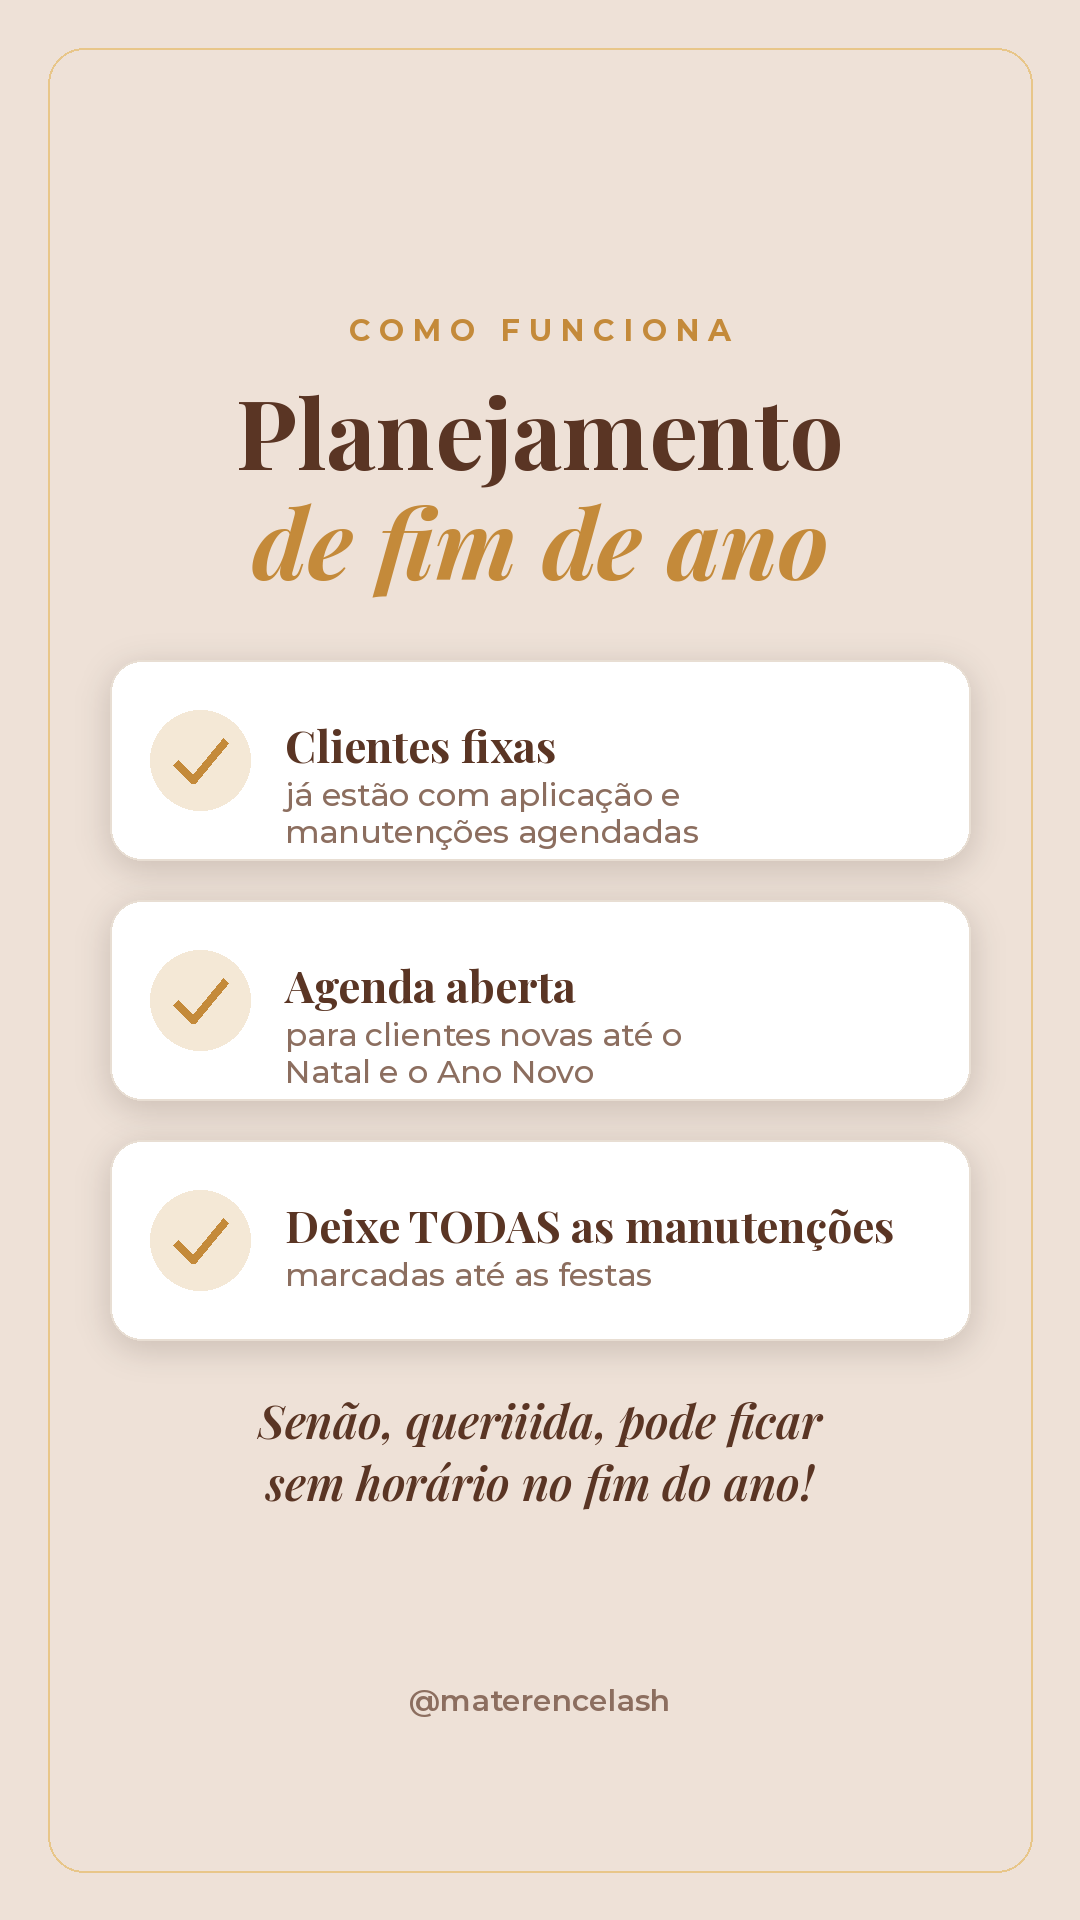 COMO FUNCIONA
Planejamento
de fim de ano
Clientes fixas
já estão com aplicação e
manutenções agendadas
Agenda aberta
para clientes novas até o
Natal e o Ano Novo
Deixe TODAS as manutenções
marcadas até as festas
Senão, queriiida, pode ficar
sem horário no fim do ano!
@materencelash